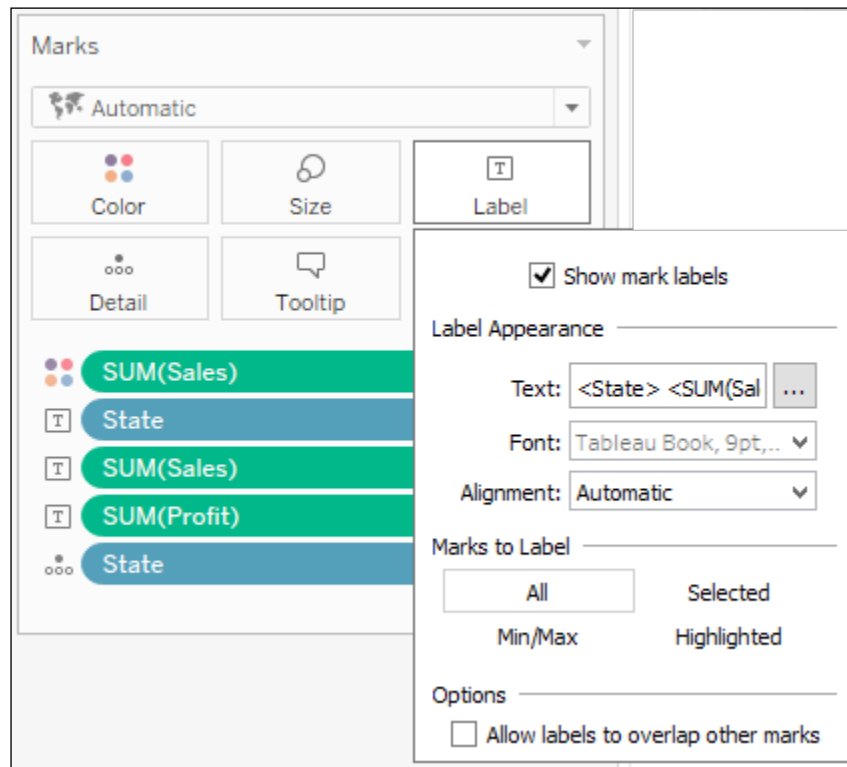 Marks
Automatic
Color Size Label
Detail Tooltip
SUM(Sales)
T State
T SUM(Sales)
T SUM(Profit)
State
Show mark labels
Label Appearance
Text: <State> <SUM(Sal ...
Font: Tableau Book, 9pt,..
Alignment: Automatic
Marks to Label
All Selected
Min/Max Highlighted
Options
Allow labels to overlap other marks